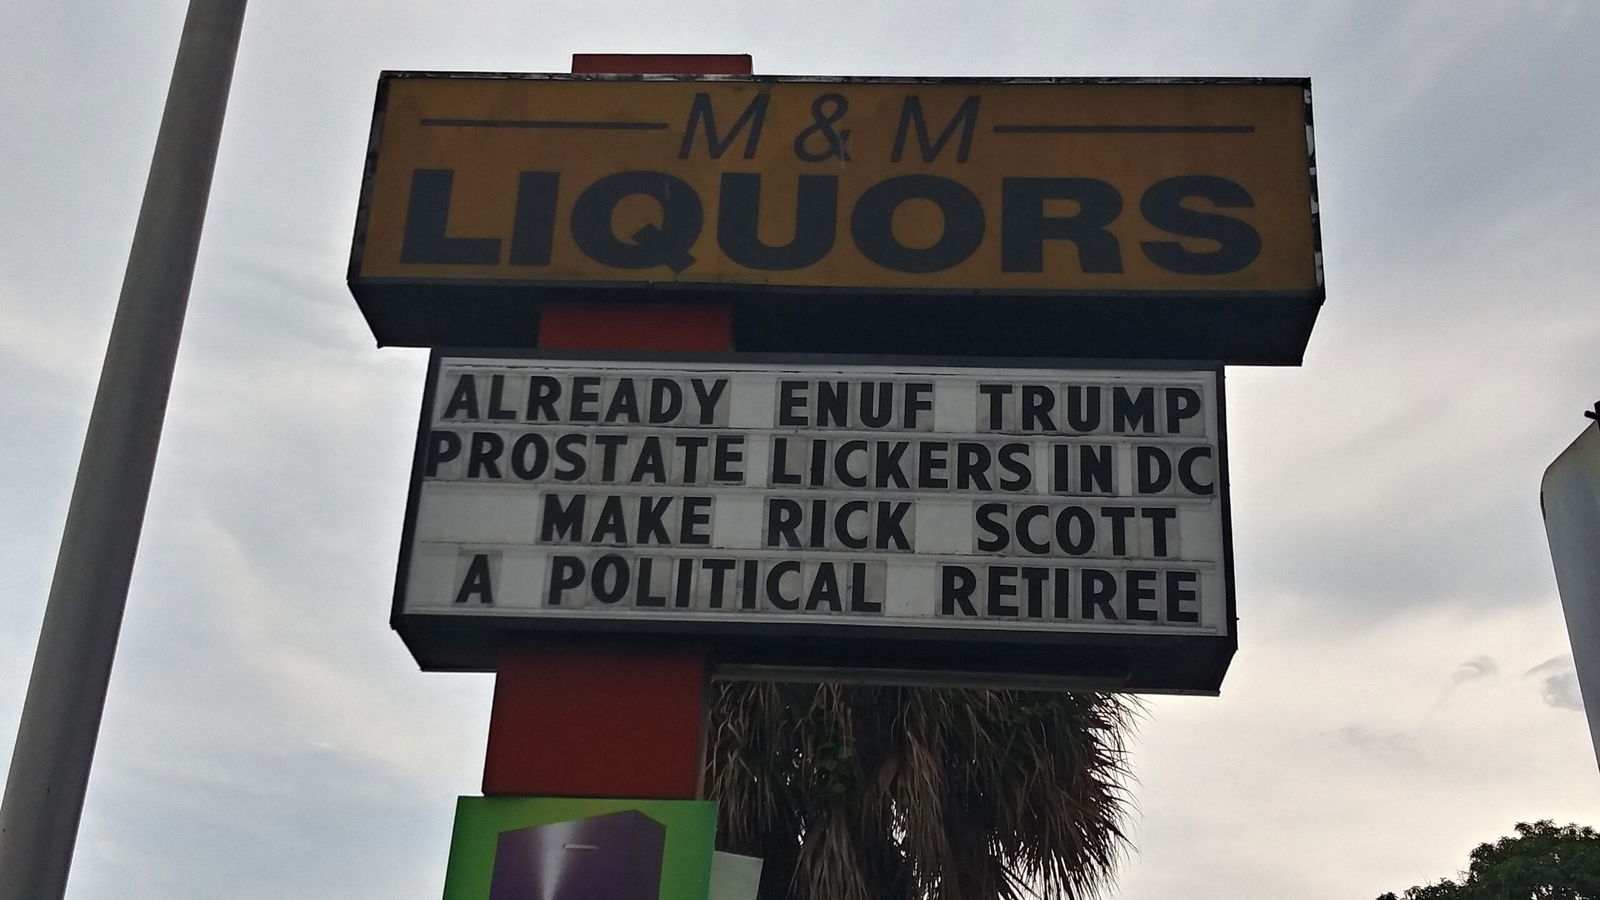 M & M
LIQUORS
ALREADY ENUF TRUMP
PROSTATE LICKERS IN DC
MAKE RICK SCOTT
A POLITICAL RETIREE